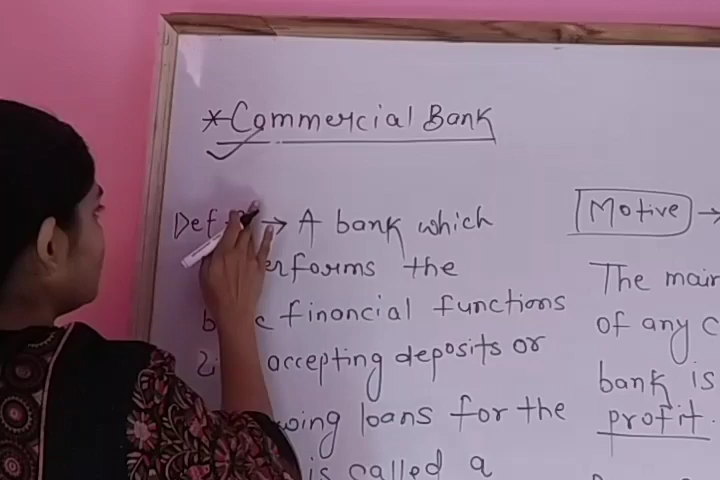 *Commercial Bank
Def → A bank which
erforms the
financial functions
accepting deposits or
loans for the
is called a
Motive →
The main
of any c
bank is
profit.